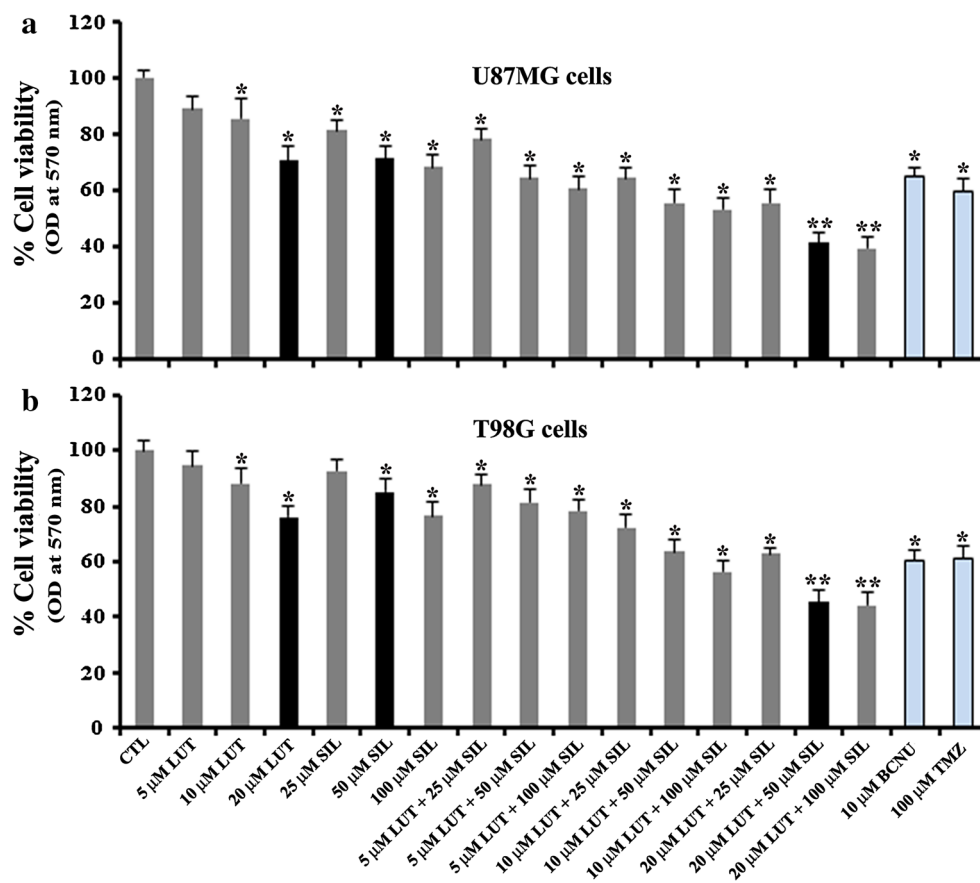 a
120
100
80
60
40
20
0
% Cell viability
(OD at 570 nm)
U87MG cells
*
*
*
*
*
*
*
*
*
*
*
*
**
**
*
*
b
120
100
80
60
40
20
0
% Cell viability
(OD at 570 nm)
T98G cells
*
*
*
*
*
*
*
*
*
*
*
**
**
*
*
CTL
5 μM LUT
10 μM LUT
20 μM LUT
25 μM SIL
50 μM SIL
100 μM SIL
5 μM LUT + 25 μM SIL
5 μM LUT + 50 μM SIL
5 μM LUT + 100 μM SIL
10 μM LUT + 25 μM SIL
10 μM LUT + 50 μM SIL
10 μM LUT + 100 μM SIL
20 μM LUT + 25 μM SIL
20 μM LUT + 50 μM SIL
20 μM LUT + 100 μM SIL
10 μM BCNU
100 μM TMZ